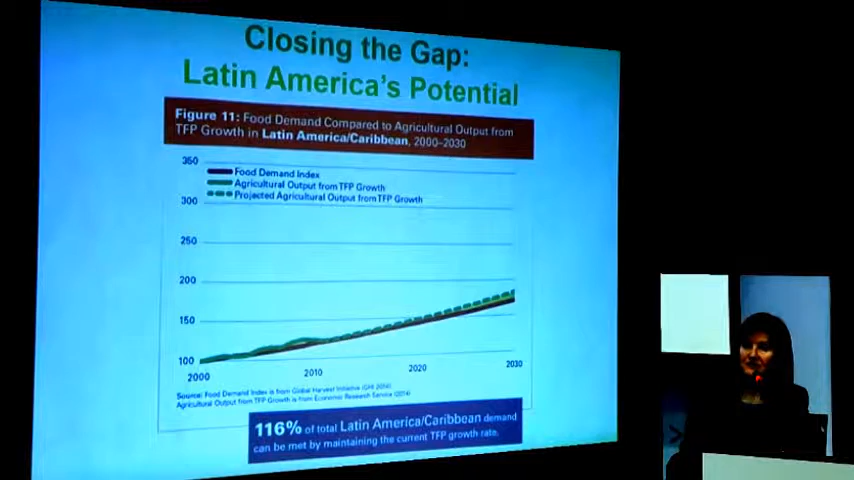 Closing the Gap:
Latin America's Potential
Figure 11: Food Demand Compared to Agricultural Output from
TFP Growth in Latin America/Caribbean, 2000–2030
350
Food Demand Index
Agricultural Output from TFP Growth
Projected Agricultural Output from TFP Growth
300
250
200
150
100
2000
2010
2020
2030
Source: Food Demand Index is from Global Harvest Initiative (GHI 2014)
Agricultural Output from TFP Growth is from Economic Research Service (2014)
116% of total Latin America/Caribbean demand
can be met by maintaining the current TFP growth rate.